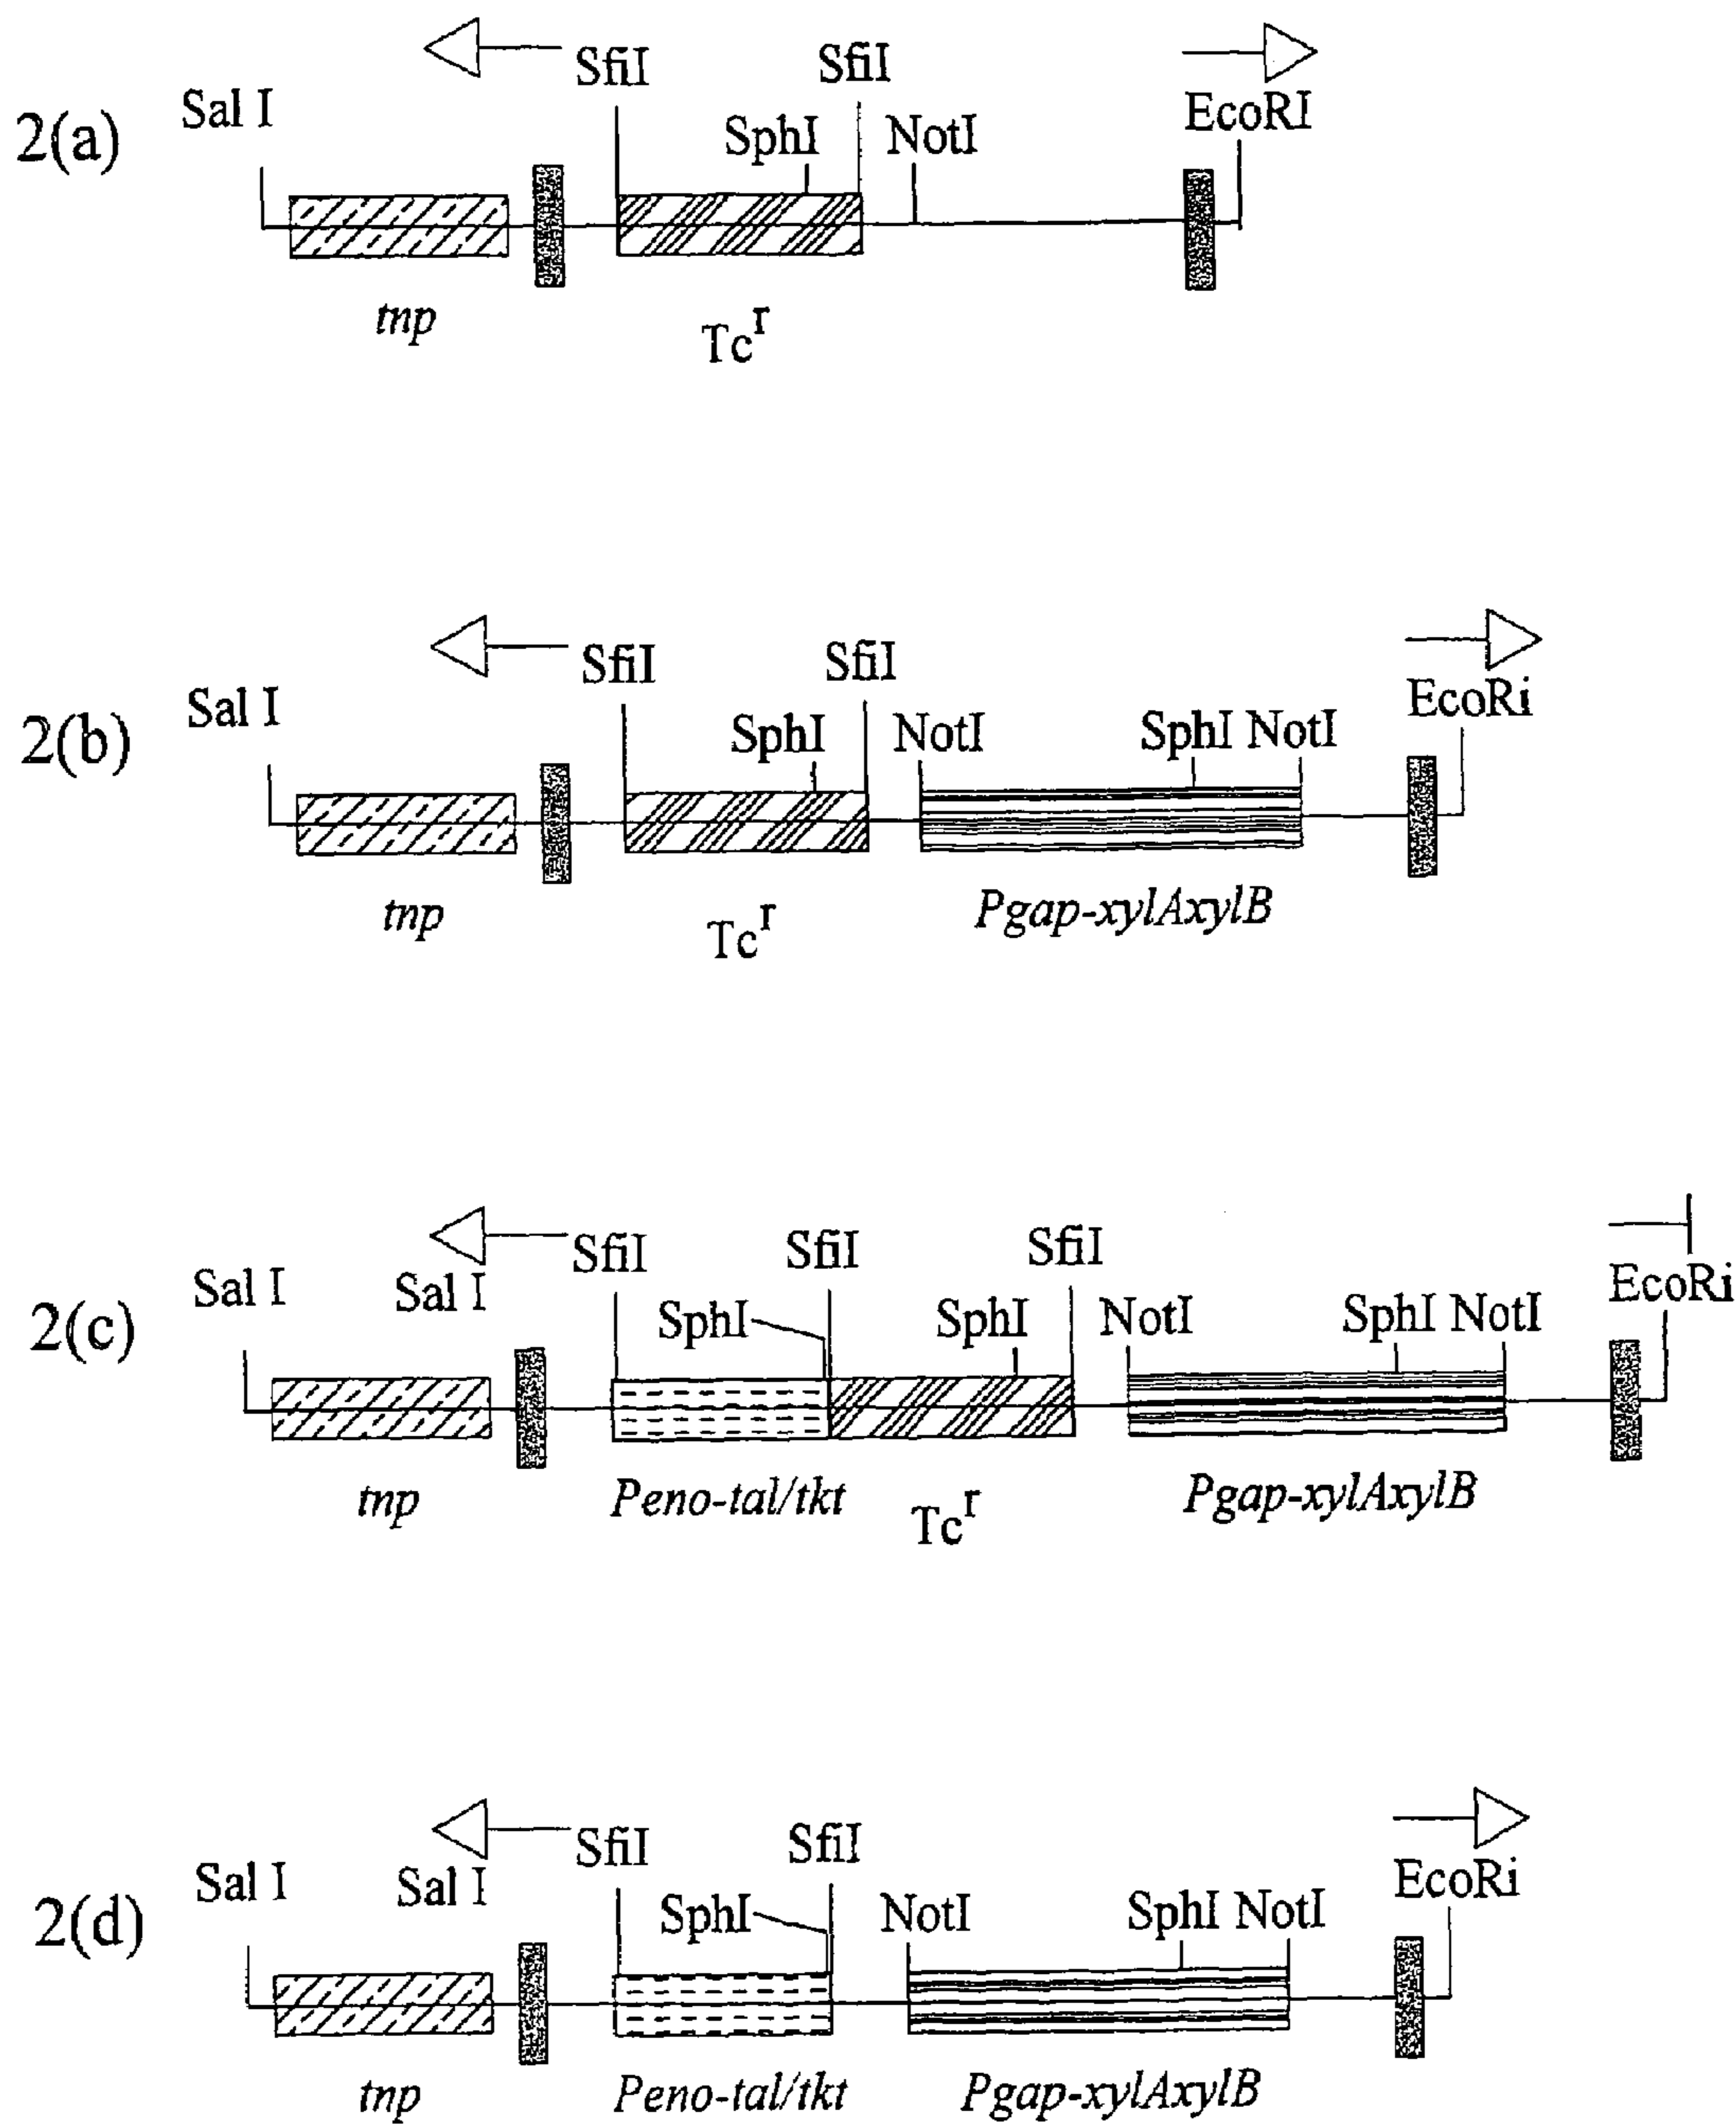 SfiI SfiI
2(a) Sal I SphI NotI EcoRI
tnp Tcr
SfiI SfiI
2(b) Sal I SphI NotI SphI NotI EcoRi
tnp Tcr Pgap-xylAxylB
SfiI SfiI SfiI
2(c) Sal I Sal I SphI SphI NotI SphI NotI EcoRi
tnp Peno-tal/tkt Tcr Pgap-xylAxylB
SfiI SfiI
2(d) Sal I Sal I SphI NotI SphI NotI EcoRi
tnp Peno-tal/tkt Pgap-xylAxylB